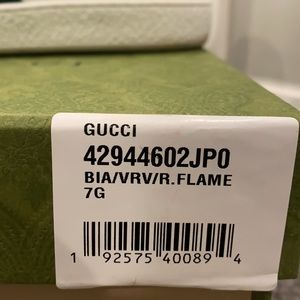 GUCCI
42944602JP0
BIA/VRV/R.FLAME
7G
1 92575 40089 4